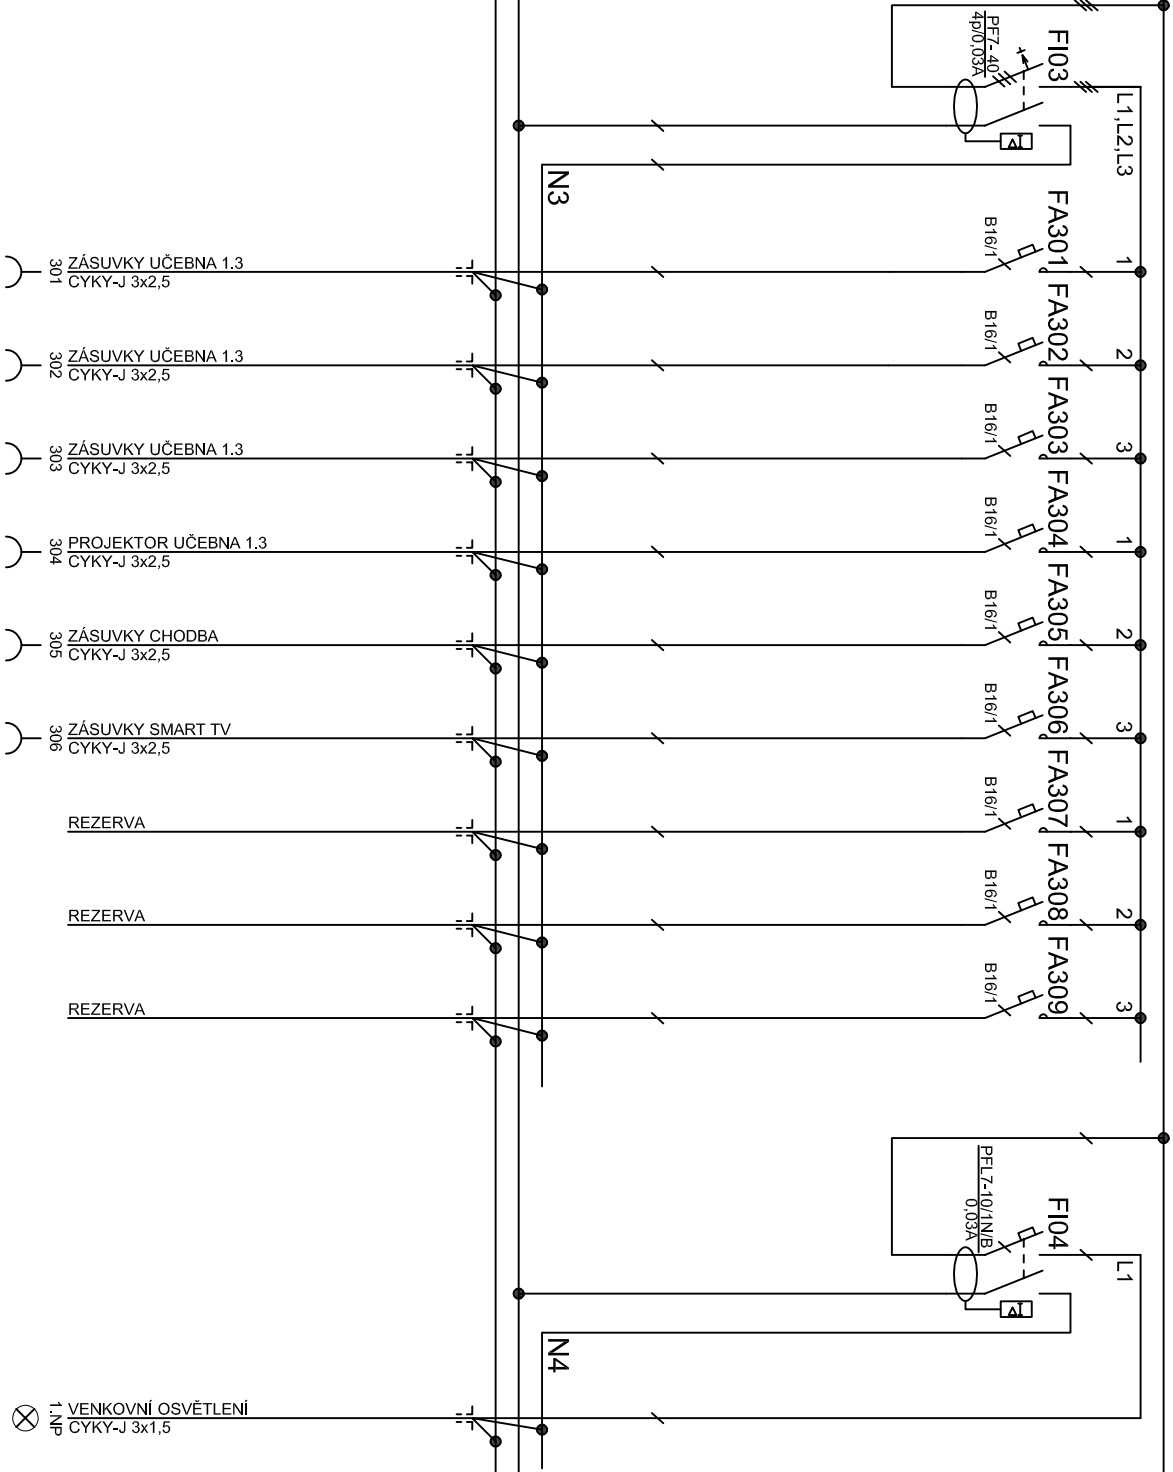 FI03
PF7-40
4p/0,03A
L1,L2,L3
N3
FA301
B16/1
1
301
ZÁSUVKY UČEBNA 1.3
CYKY-J 3x2,5
FA302
B16/1
2
302
ZÁSUVKY UČEBNA 1.3
CYKY-J 3x2,5
FA303
B16/1
3
303
ZÁSUVKY UČEBNA 1.3
CYKY-J 3x2,5
FA304
B16/1
1
304
PROJEKTOR UČEBNA 1.3
CYKY-J 3x2,5
FA305
B16/1
2
305
ZÁSUVKY CHODBA
CYKY-J 3x2,5
FA306
B16/1
3
306
ZÁSUVKY SMART TV
CYKY-J 3x2,5
FA307
B16/1
1
REZERVA
FA308
B16/1
2
REZERVA
FA309
B16/1
3
REZERVA
FI04
PFL7-10/1N/B
0,03A
L1
N4
1.NP
VENKOVNÍ OSVĚTLENÍ
CYKY-J 3x1,5